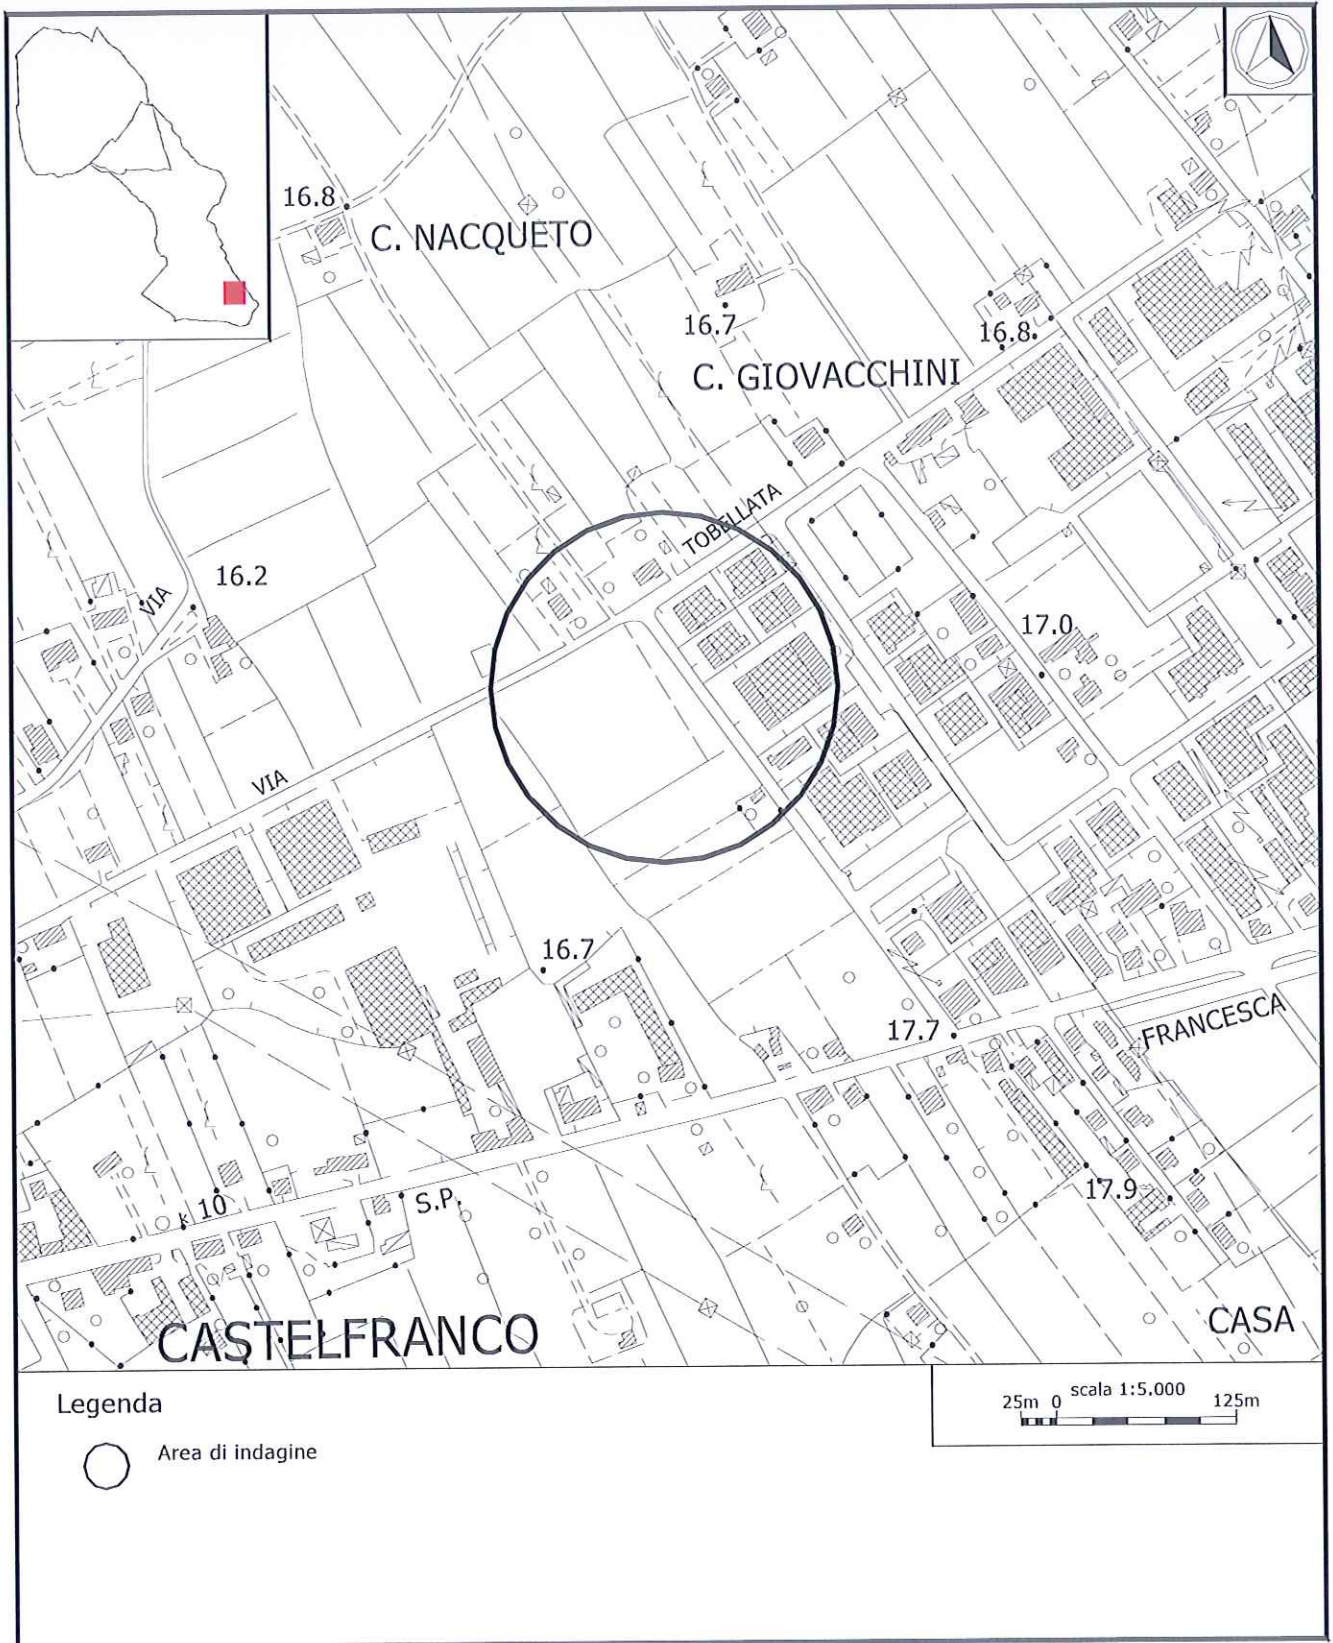 16.8
C. NACQUETO
16.7
16.8
C. GIOVACCHINI
TOBELLATA
16.2
VIA
17.0
VIA
16.7
17.7
FRANCESCA
17.9
k 10
S.P.
CASTELFRANCO
CASA
Legenda
Area di indagine
scala 1:5.000
25m 0 125m